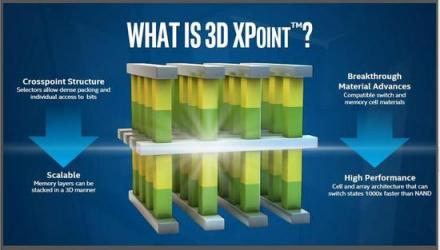 WHAT IS 3D XPOINT™?
Crosspoint Structure
Selectors allow dense packing and
individual access to bits
Scalable
Memory layers can be
stacked in a 3D manner
Breakthrough
Material Advances
Compatible switch and
memory cell materials
High Performance
Cell and array architecture that can
switch states 1000x faster than NAND